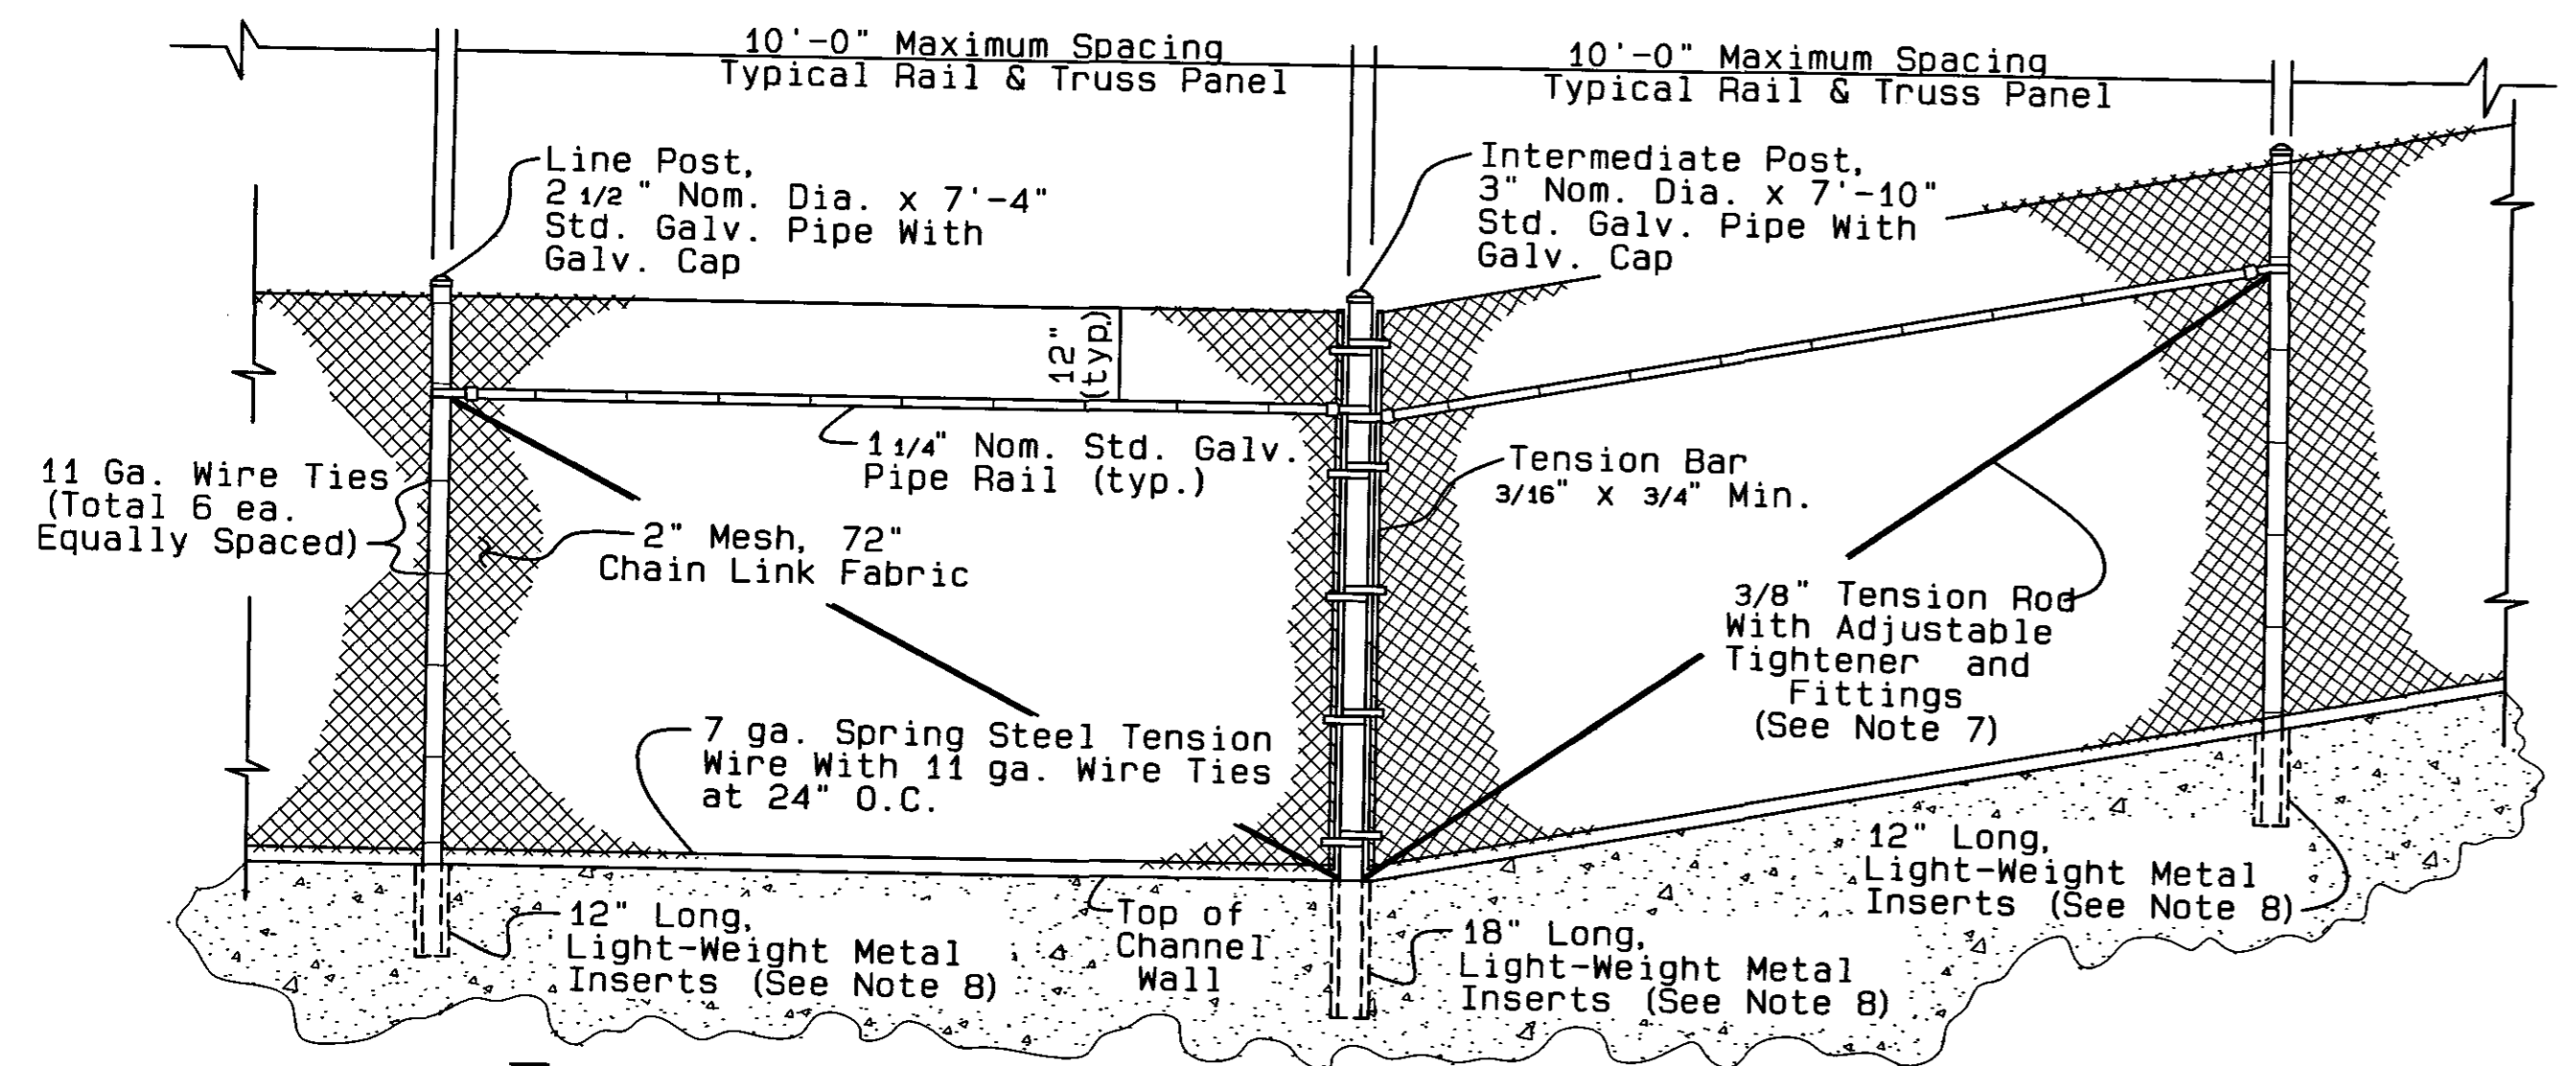 10'-0" Maximum Spacing
Typical Rail & Truss Panel
10'-0" Maximum Spacing
Typical Rail & Truss Panel
Line Post,
2 1/2 " Nom. Dia. x 7'-4"
Std. Galv. Pipe With
Galv. Cap
Intermediate Post,
3" Nom. Dia. x 7'-10"
Std. Galv. Pipe With
Galv. Cap
12"
(typ.)
1 1/4" Nom. Std. Galv.
Pipe Rail (typ.)
Tension Bar
3/16" X 3/4" Min.
11 Ga. Wire Ties
(Total 6 ea.
Equally Spaced)
2" Mesh, 72"
Chain Link Fabric
3/8" Tension Rod
With Adjustable
Tightener and
Fittings
(See Note 7)
7 ga. Spring Steel Tension
Wire With 11 ga. Wire Ties
at 24" O.C.
12" Long,
Light-Weight Metal
Inserts (See Note 8)
Top of
Channel
Wall
18" Long,
Light-Weight Metal
Inserts (See Note 8)
12" Long,
Light-Weight Metal
Inserts (See Note 8)